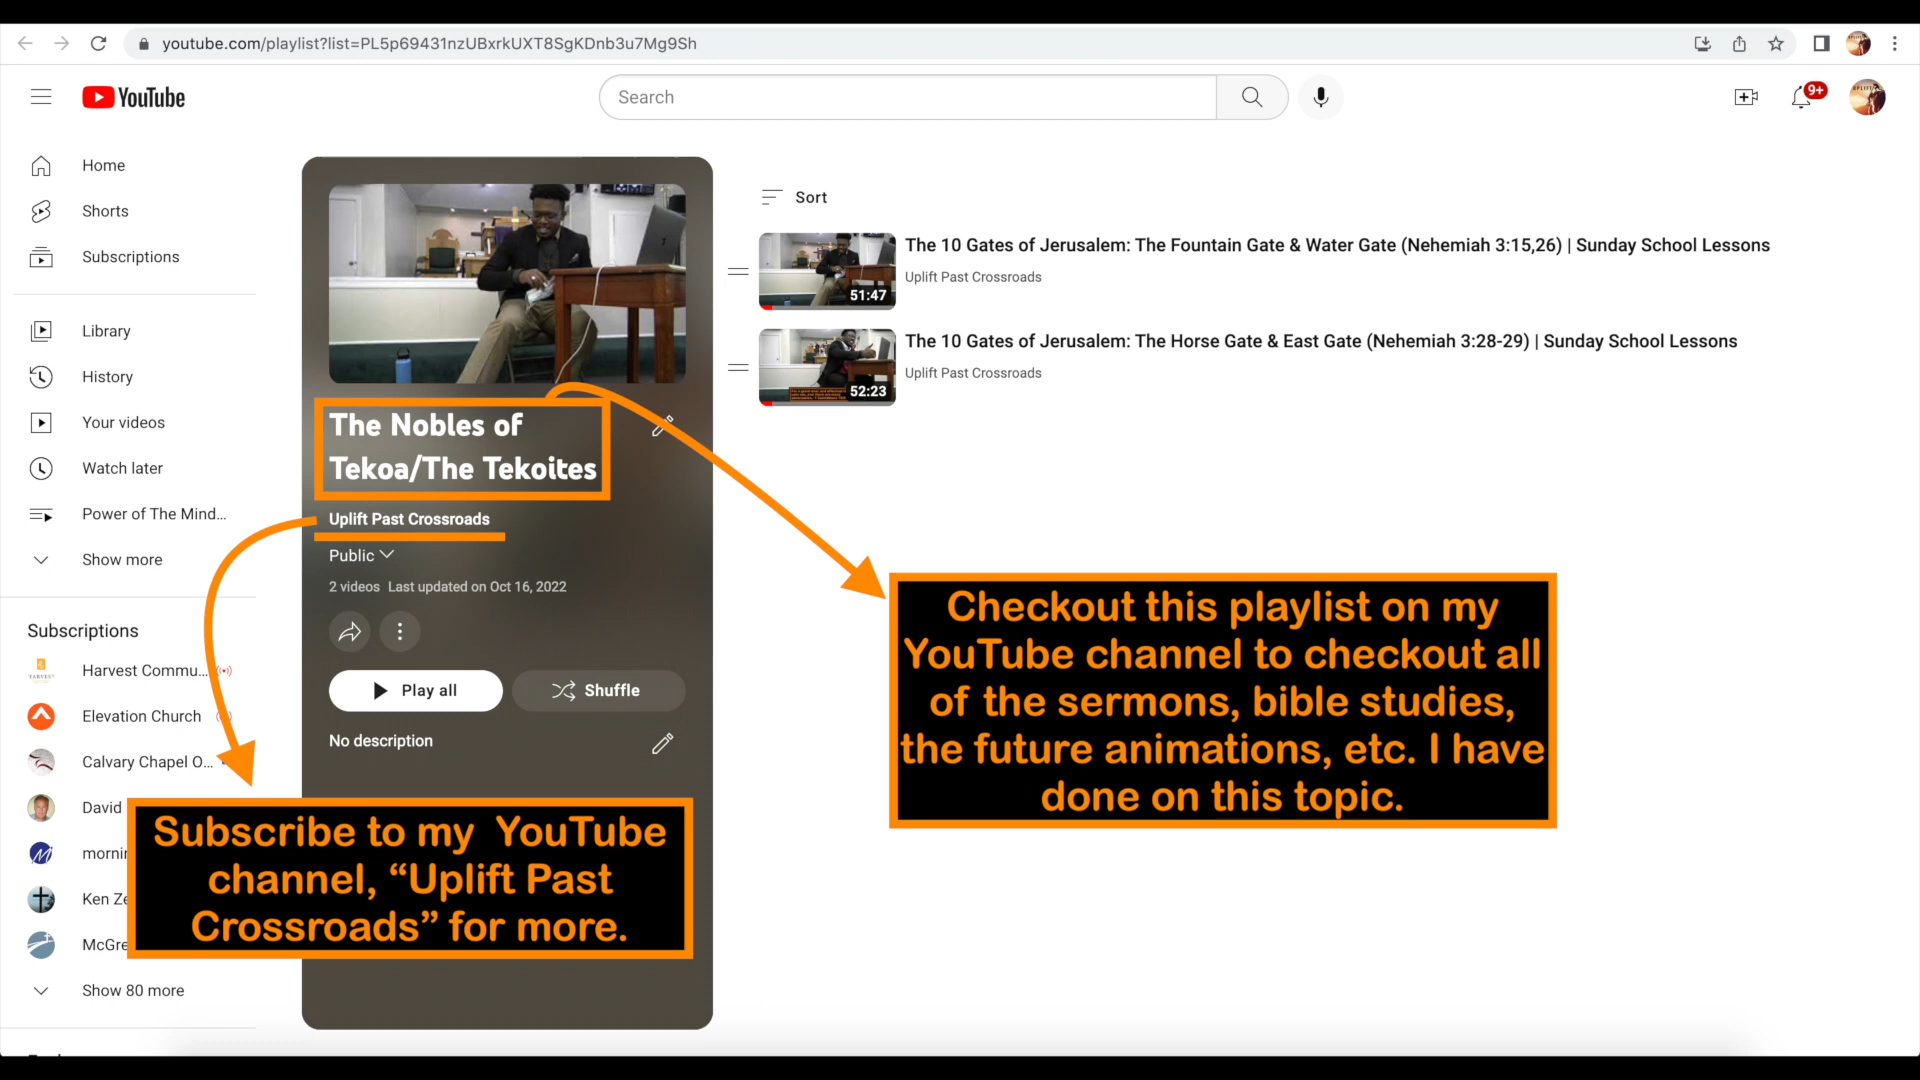 youtube.com/playlist?list=PL5p69431nzUBxrkUXT8SgKDnb3u7Mg9Sh
YouTube
Search
9+
Home
Shorts
Subscriptions
Library
History
Your videos
Watch later
Power of The Mind...
Show more
Subscriptions
Harvest Commu...
Elevation Church
Calvary Chapel O...
David
Show 80 more
The Nobles of
Tekoa/The Tekoites
Uplift Past Crossroads
Public
2 videos Last updated on Oct 16, 2022
Play all
Shuffle
No description
Subscribe to my YouTube
channel, “Uplift Past
Crossroads” for more.
Sort
51:47
The 10 Gates of Jerusalem: The Fountain Gate & Water Gate (Nehemiah 3:15,26) | Sunday School Lessons
Uplift Past Crossroads
52:23
The 10 Gates of Jerusalem: The Horse Gate & East Gate (Nehemiah 3:28-29) | Sunday School Lessons
Uplift Past Crossroads
Checkout this playlist on my
YouTube channel to checkout all
of the sermons, bible studies,
the future animations, etc. I have
done on this topic.